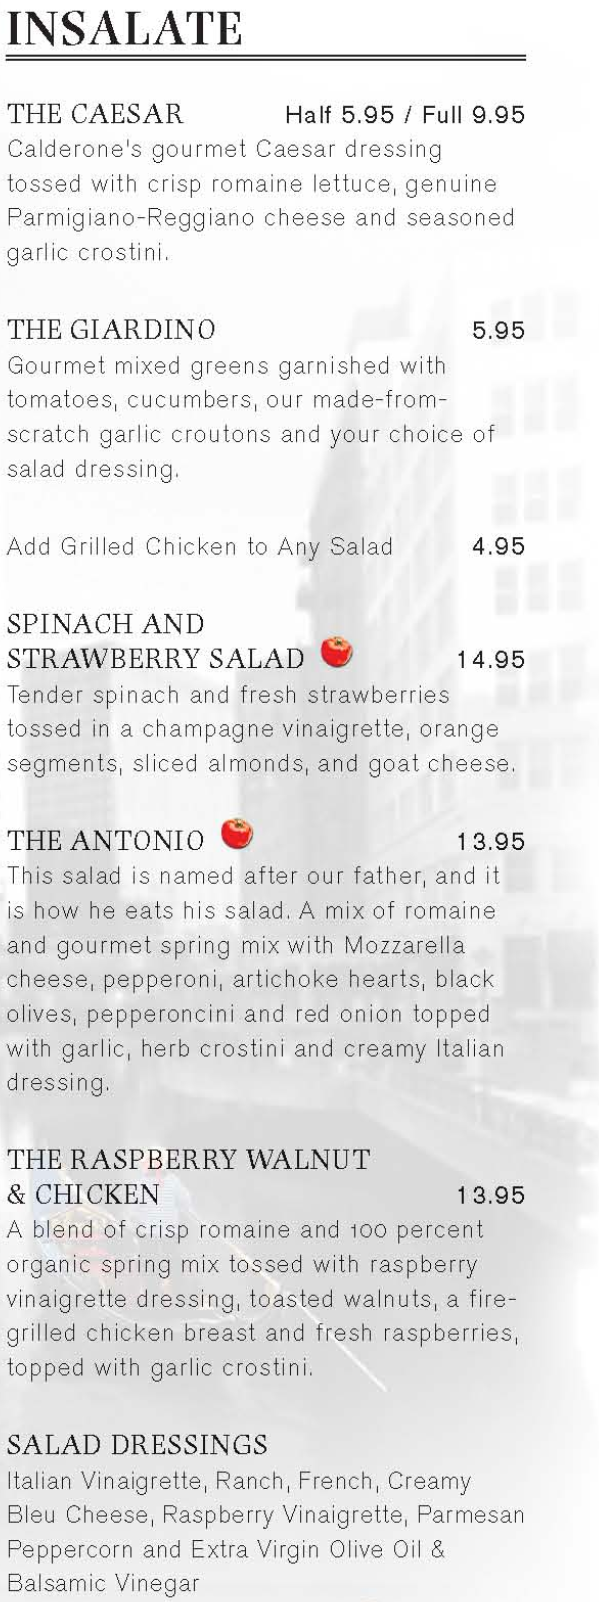 INSALATE
THE CAESAR Half 5.95 / Full 9.95
Calderone's gourmet Caesar dressing
tossed with crisp romaine lettuce, genuine
Parmigiano-Reggiano cheese and seasoned
garlic crostini.
THE GIARDINO 5.95
Gourmet mixed greens garnished with
tomatoes, cucumbers, our made-from-
scratch garlic croutons and your choice of
salad dressing.
Add Grilled Chicken to Any Salad 4.95
SPINACH AND
STRAWBERRY SALAD 14.95
Tender spinach and fresh strawberries
tossed in a champagne vinaigrette, orange
segments, sliced almonds, and goat cheese.
THE ANTONIO 13.95
This salad is named after our father, and it
is how he eats his salad. A mix of romaine
and gourmet spring mix with Mozzarella
cheese, pepperoni, artichoke hearts, black
olives, pepperoncini and red onion topped
with garlic, herb crostini and creamy Italian
dressing.
THE RASPBERRY WALNUT
& CHICKEN 13.95
A blend of crisp romaine and 100 percent
organic spring mix tossed with raspberry
vinaigrette dressing, toasted walnuts, a fire-
grilled chicken breast and fresh raspberries,
topped with garlic crostini.
SALAD DRESSINGS
Italian Vinaigrette, Ranch, French, Creamy
Bleu Cheese, Raspberry Vinaigrette, Parmesan
Peppercorn and Extra Virgin Olive Oil &
Balsamic Vinegar